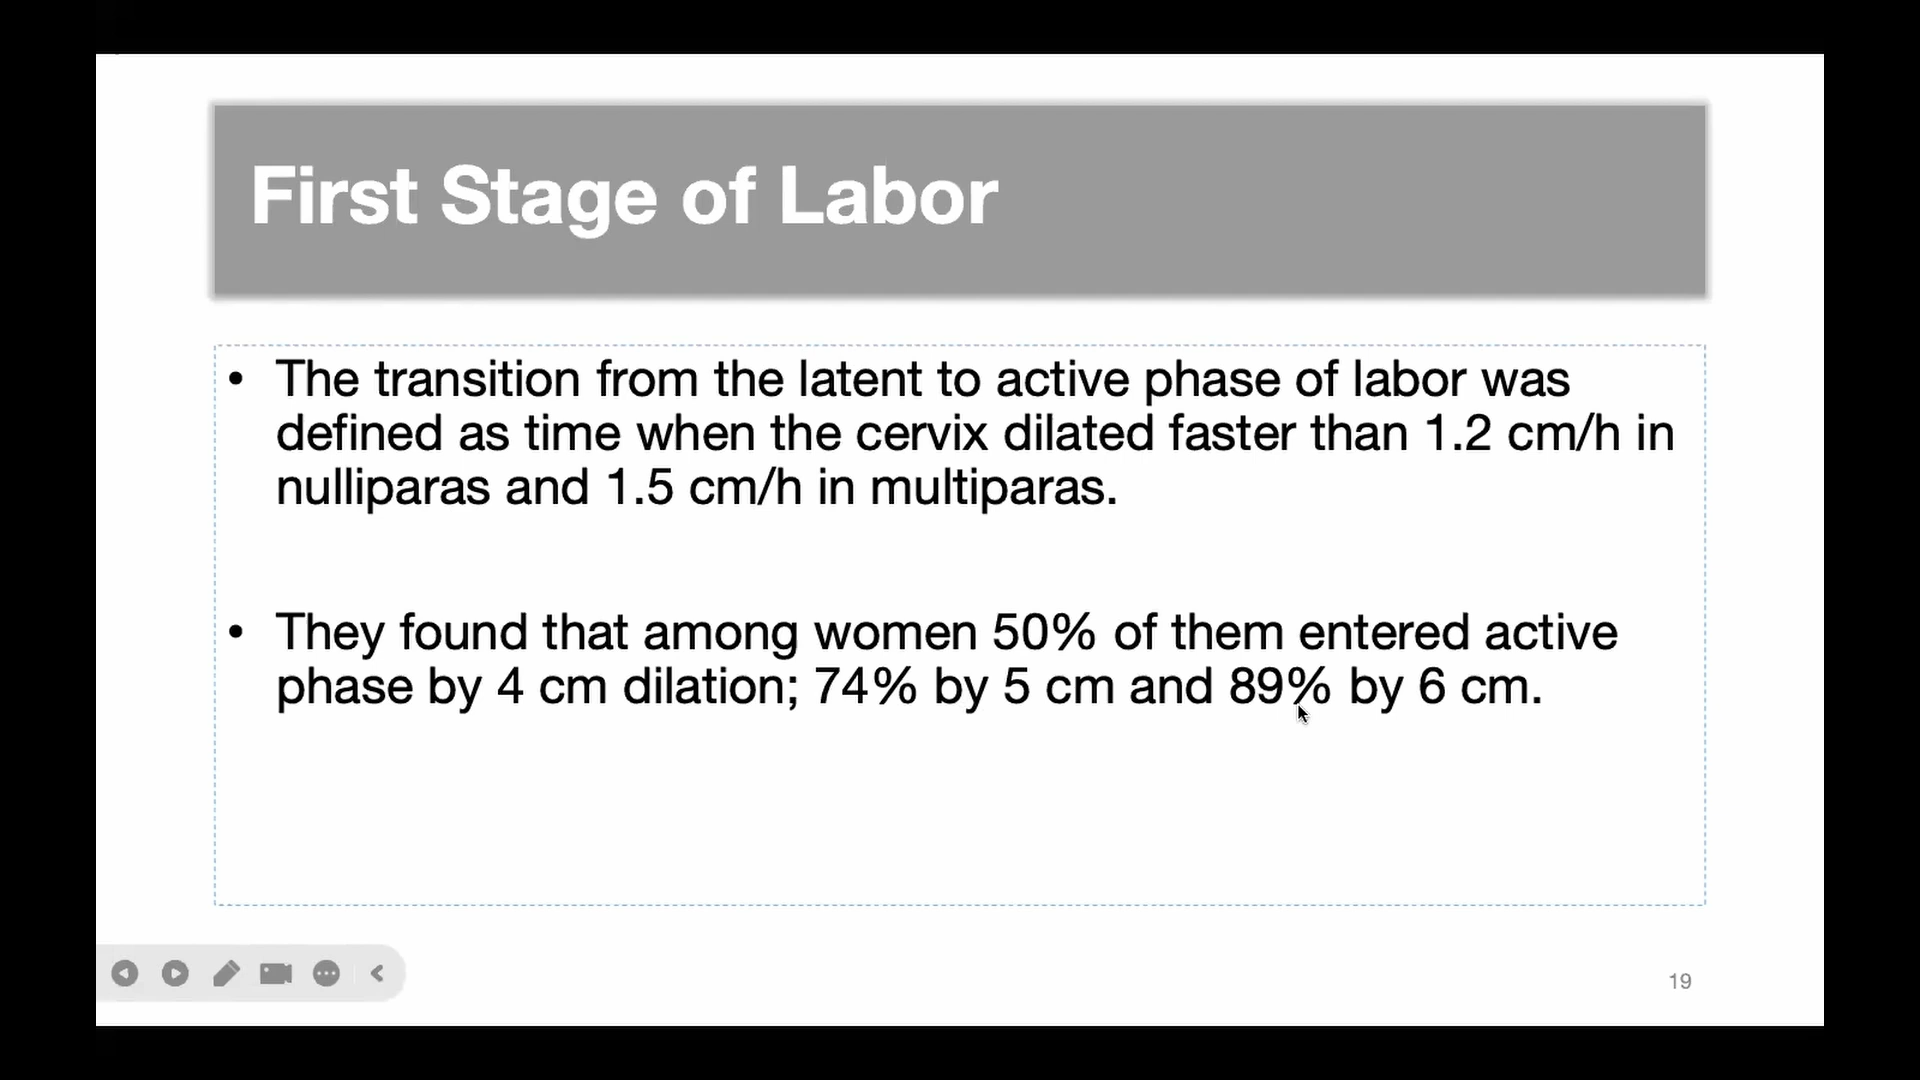 First Stage of Labor
• The transition from the latent to active phase of labor was
defined as time when the cervix dilated faster than 1.2 cm/h in
nulliparas and 1.5 cm/h in multiparas.
• They found that among women 50% of them entered active
phase by 4 cm dilation; 74% by 5 cm and 89% by 6 cm.
19